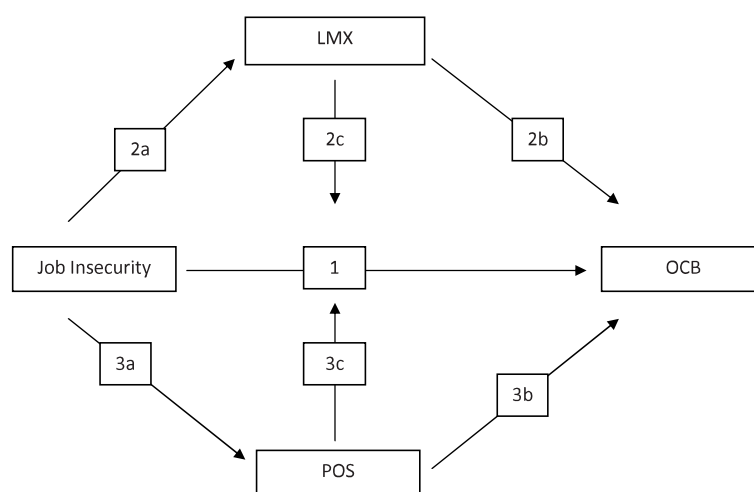 LMX
2a
2c
2b
Job Insecurity
1
OCB
3a
3c
3b
POS